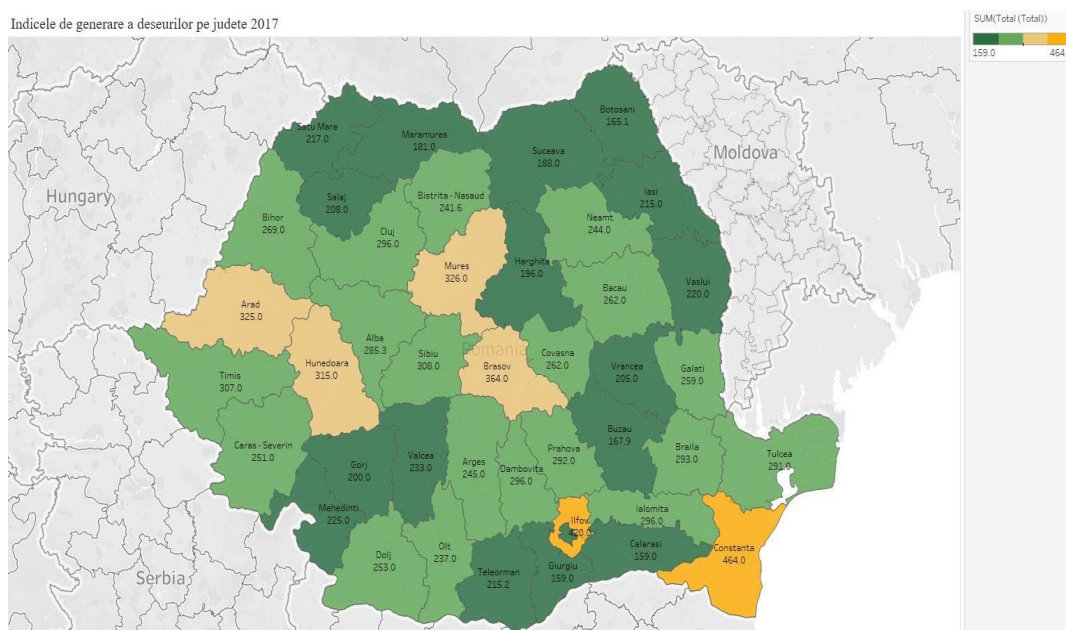 Indicele de generare a deseurilor pe judete 2017
SUM(Total (Total))
159.0
464.
Hungary
Moldova
Serbia
Romania
Satu Mare
217.0
Maramures
181.0
Suceava
188.0
Botosani
165.1
Iasi
215.0
Salaj
208.0
Bistrita - Nasaud
241.6
Bihor
269.0
Cluj
296.0
Neamt
244.0
Mures
326.0
Harghita
196.0
Bacau
262.0
Vaslui
220.0
Arad
325.0
Hunedoara
315.0
Alba
285.3
Sibiu
308.0
Brasov
364.0
Covasna
262.0
Vrancea
205.0
Galati
259.0
Timis
307.0
Caras - Severin
251.0
Gorj
200.0
Valcea
233.0
Arges
245.0
Dambovita
296.0
Prahova
292.0
Buzau
167.9
Braila
293.0
Tulcea
291.0
Mehedinti
225.0
Dolj
253.0
Olt
237.0
Teleorman
215.2
Giurgiu
159.0
Ilfov
420.0
Ialomita
296.0
Calarasi
159.0
Constanta
464.0